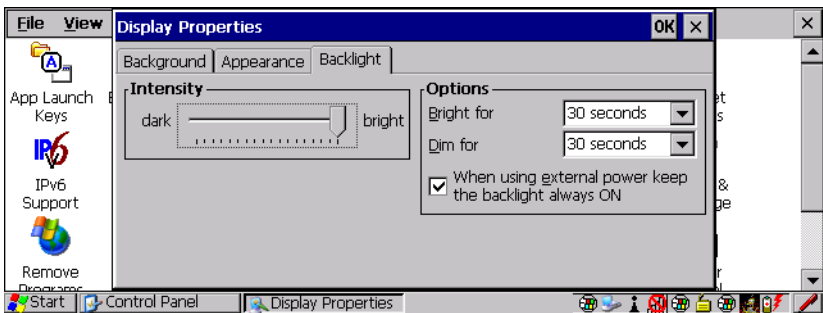 File View
Display Properties OK
Background Appearance Backlight
Intensity
dark bright
Options
Bright for 30 seconds
Dim for 30 seconds
When using external power keep
the backlight always ON
App Launch
Keys
IPv6
IPv6
Support
&
Remove
Programs
Start Control Panel Display Properties